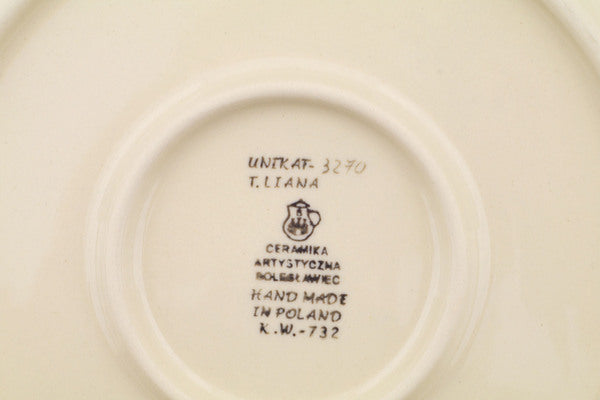 UNIKAT- 3270
T. LIANA
CERAMIKA
ARTYSTYCZNA
BOLESŁAWIEC
HAND MADE
IN POLAND
K.W.-732